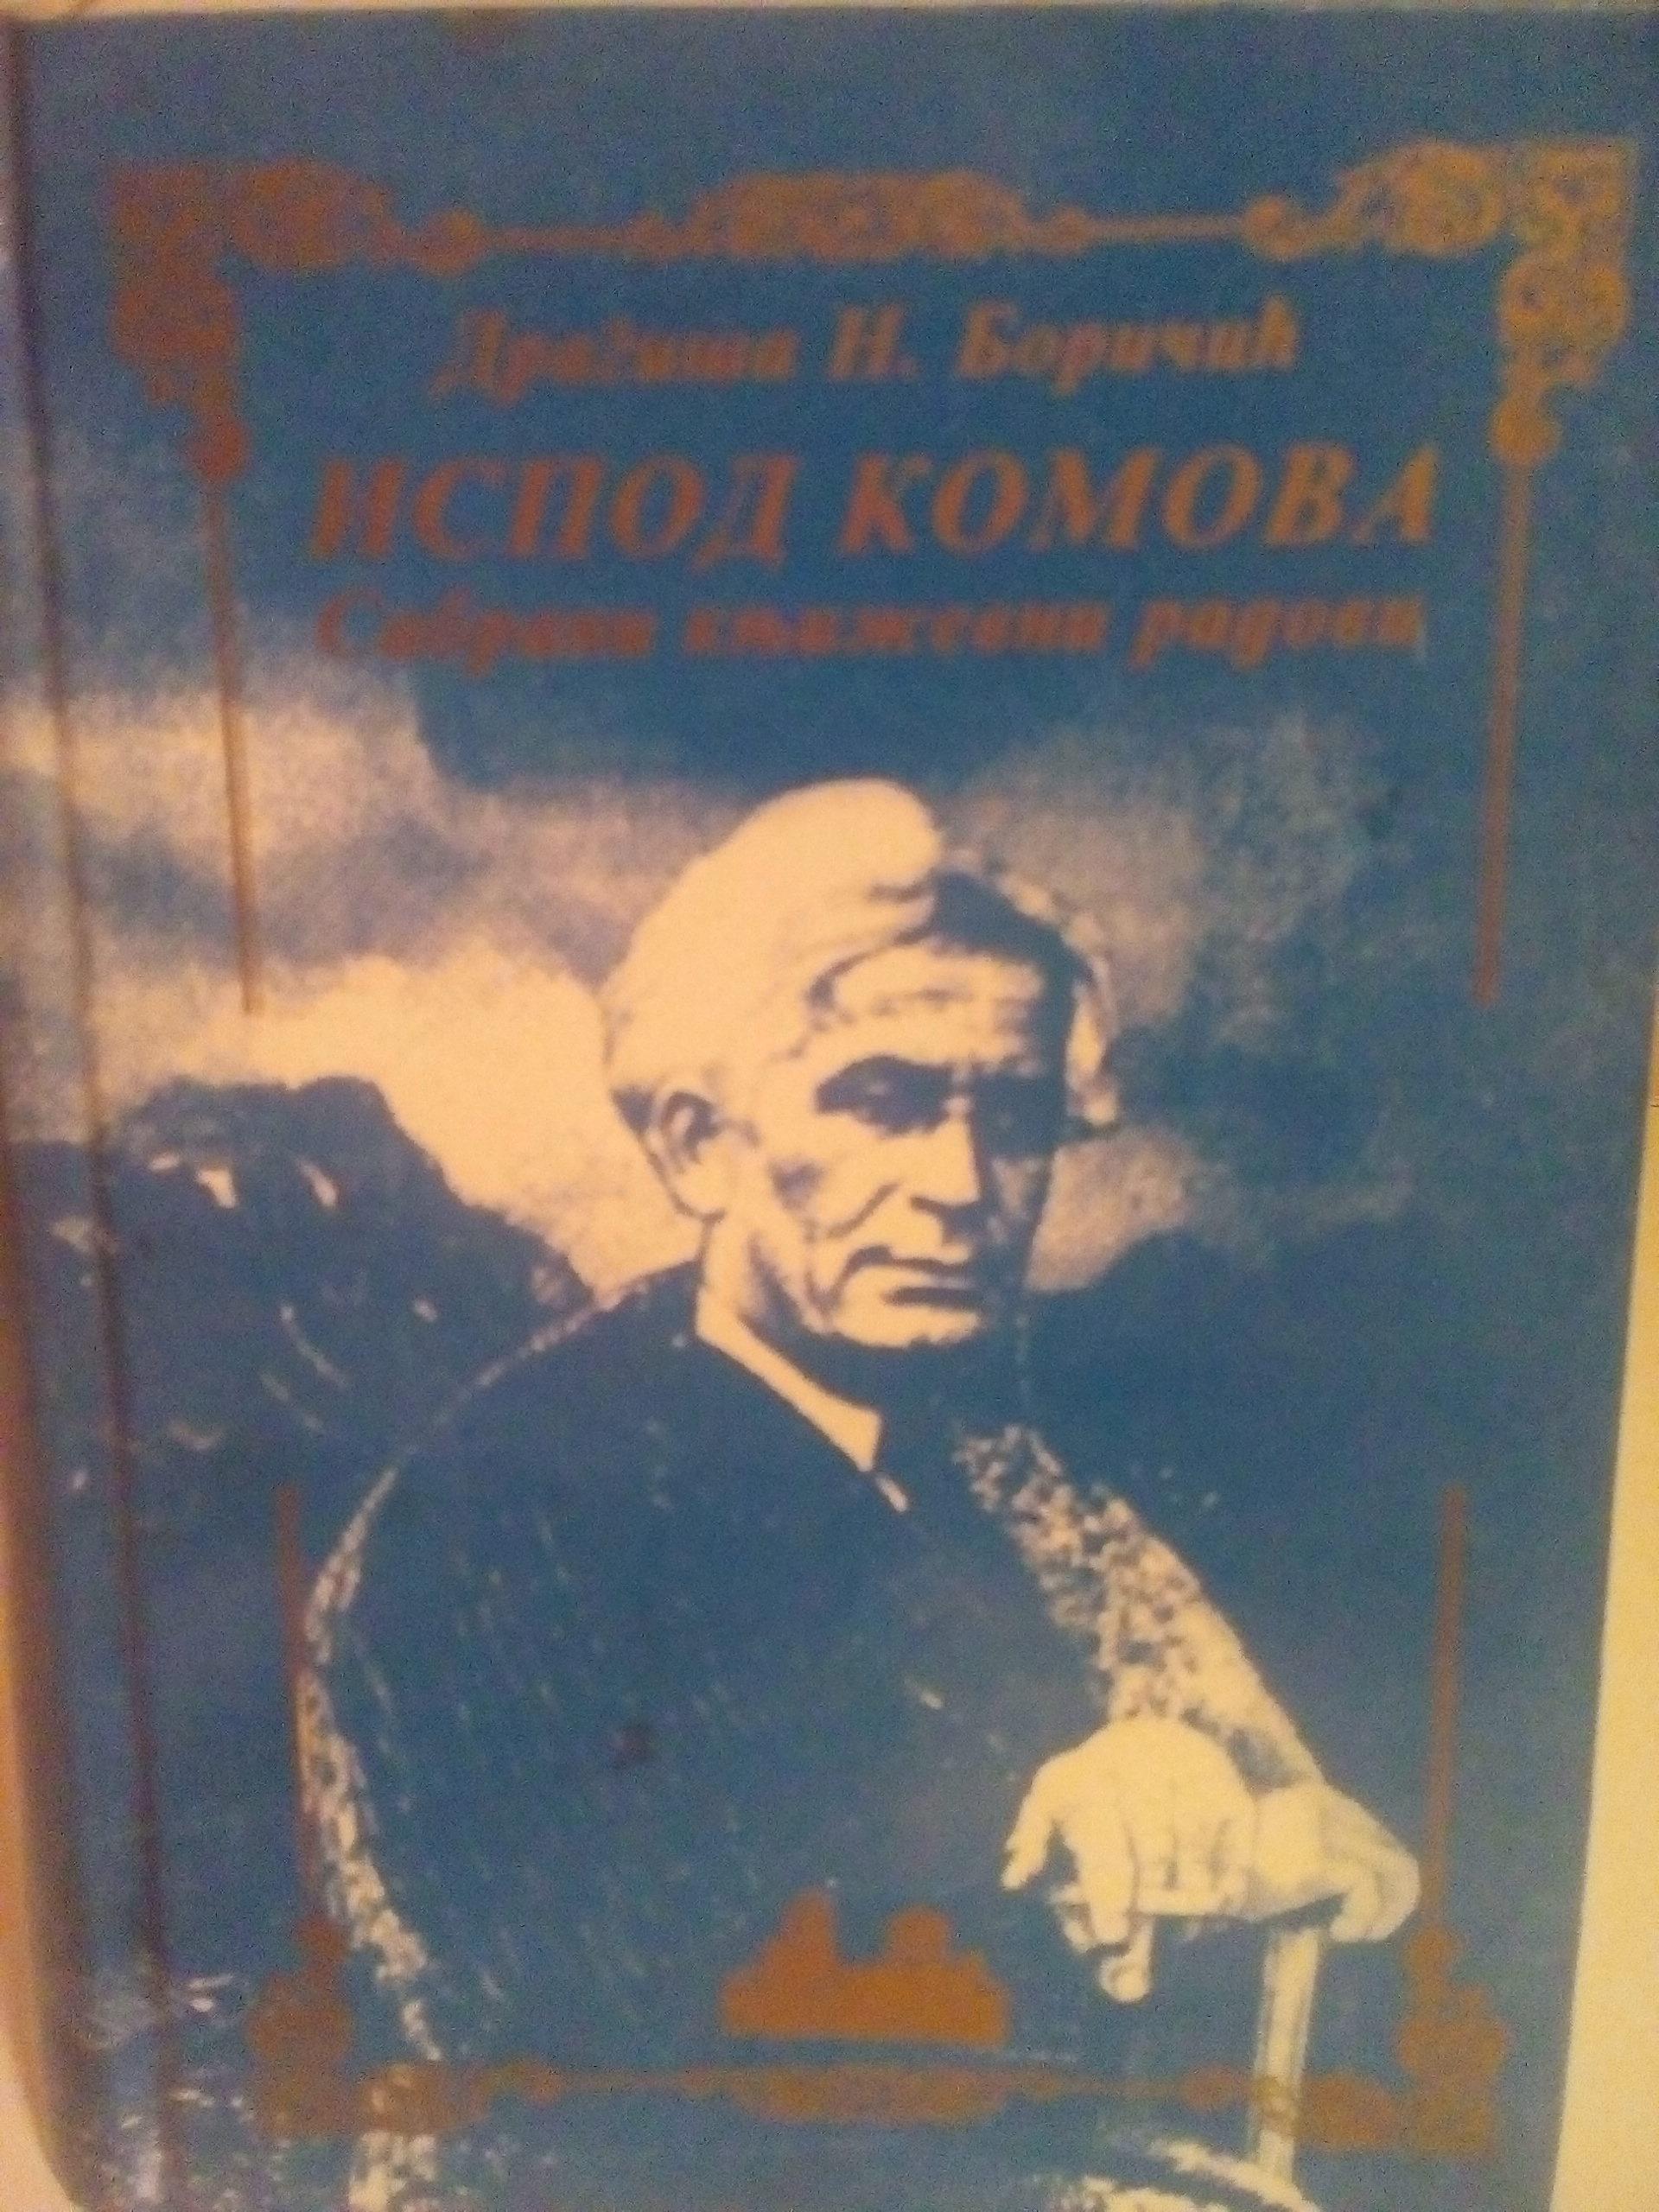 Драгиша Н. Боричић
ИСПОД КОМОВА
Сабрани књижевни радови